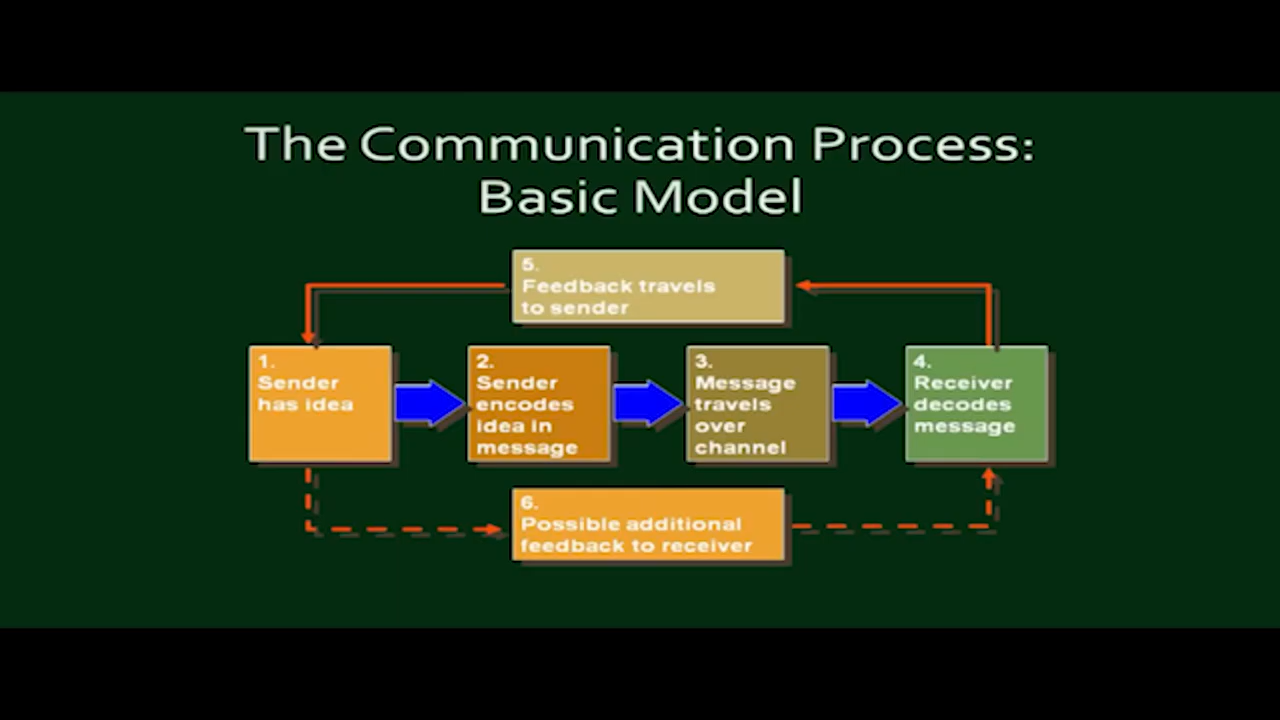 The Communication Process:
Basic Model
5.
Feedback travels
to sender
1.
Sender
has idea
2.
Sender
encodes
idea in
message
3.
Message
travels
over
channel
4.
Receiver
decodes
message
6.
Possible additional
feedback to receiver